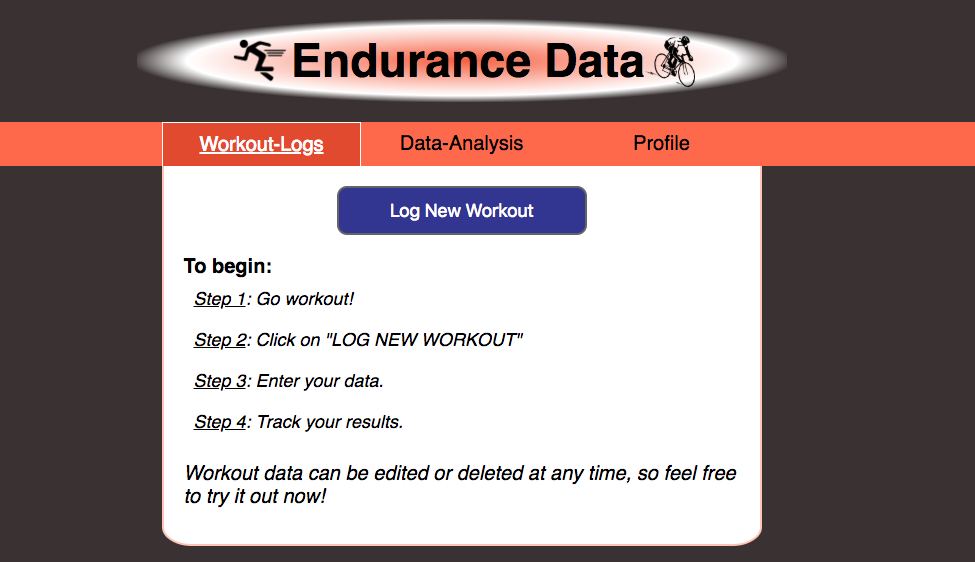 Endurance Data
Workout-Logs Data-Analysis Profile
Log New Workout
To begin:
Step 1: Go workout!
Step 2: Click on "LOG NEW WORKOUT"
Step 3: Enter your data.
Step 4: Track your results.
Workout data can be edited or deleted at any time, so feel free
to try it out now!